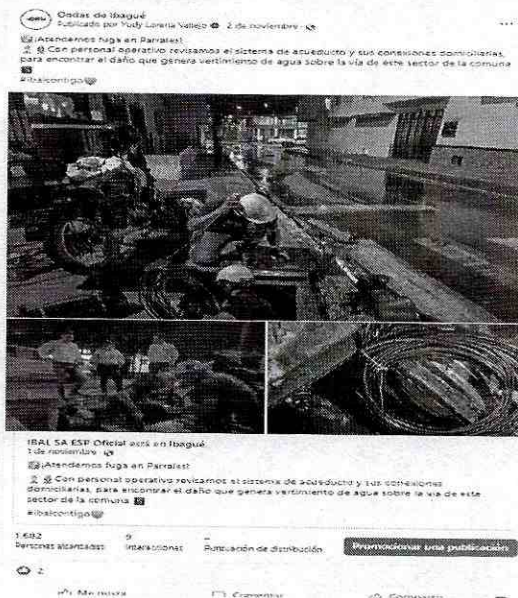 Ondas de Ibagué
Publicado por Yudy Lorena Vallejo · 2 de noviembre ·
¡Atendemos fuga en Parrales!
Con personal operativo revisamos el sistema de acueducto y sus conexiones domiciliarias,
para encontrar el daño que genera vertimiento de agua sobre la vía de este sector de la comuna
#ibalcontigo
IBAL SA ESP Oficial está en Ibagué.
1 de noviembre ·
¡Atendemos fuga en Parrales!
Con personal operativo revisamos el sistema de acueducto y sus conexiones
domiciliarias, para encontrar el daño que genera vertimiento de agua sobre la vía de este
sector de la comuna
#ibalcontigo
1.682 9 --
Personas alcanzadas Interacciones Puntuación de distribución Promocionar una publicación
2
Me gusta Comentar Compartir